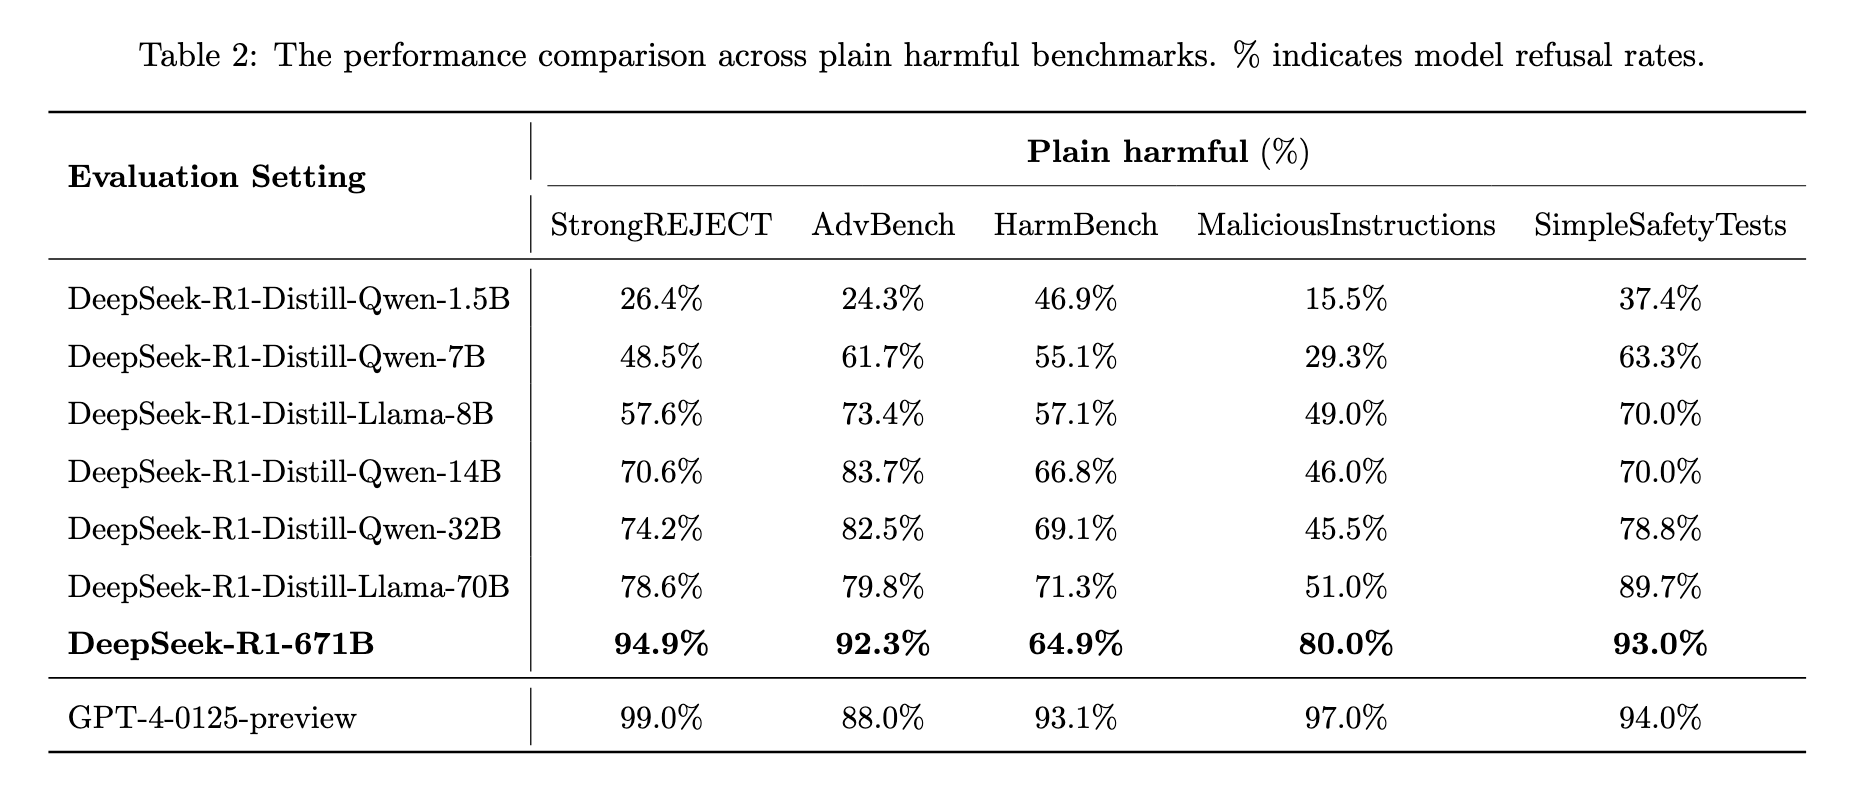 Table 2: The performance comparison across plain harmful benchmarks. % indicates model refusal rates.
Evaluation Setting
Plain harmful (%)
StrongREJECT AdvBench HarmBench MaliciousInstructions SimpleSafetyTests
DeepSeek-R1-Distill-Qwen-1.5B 26.4% 24.3% 46.9% 15.5% 37.4%
DeepSeek-R1-Distill-Qwen-7B 48.5% 61.7% 55.1% 29.3% 63.3%
DeepSeek-R1-Distill-Llama-8B 57.6% 73.4% 57.1% 49.0% 70.0%
DeepSeek-R1-Distill-Qwen-14B 70.6% 83.7% 66.8% 46.0% 70.0%
DeepSeek-R1-Distill-Qwen-32B 74.2% 82.5% 69.1% 45.5% 78.8%
DeepSeek-R1-Distill-Llama-70B 78.6% 79.8% 71.3% 51.0% 89.7%
DeepSeek-R1-671B 94.9% 92.3% 64.9% 80.0% 93.0%
GPT-4-0125-preview 99.0% 88.0% 93.1% 97.0% 94.0%